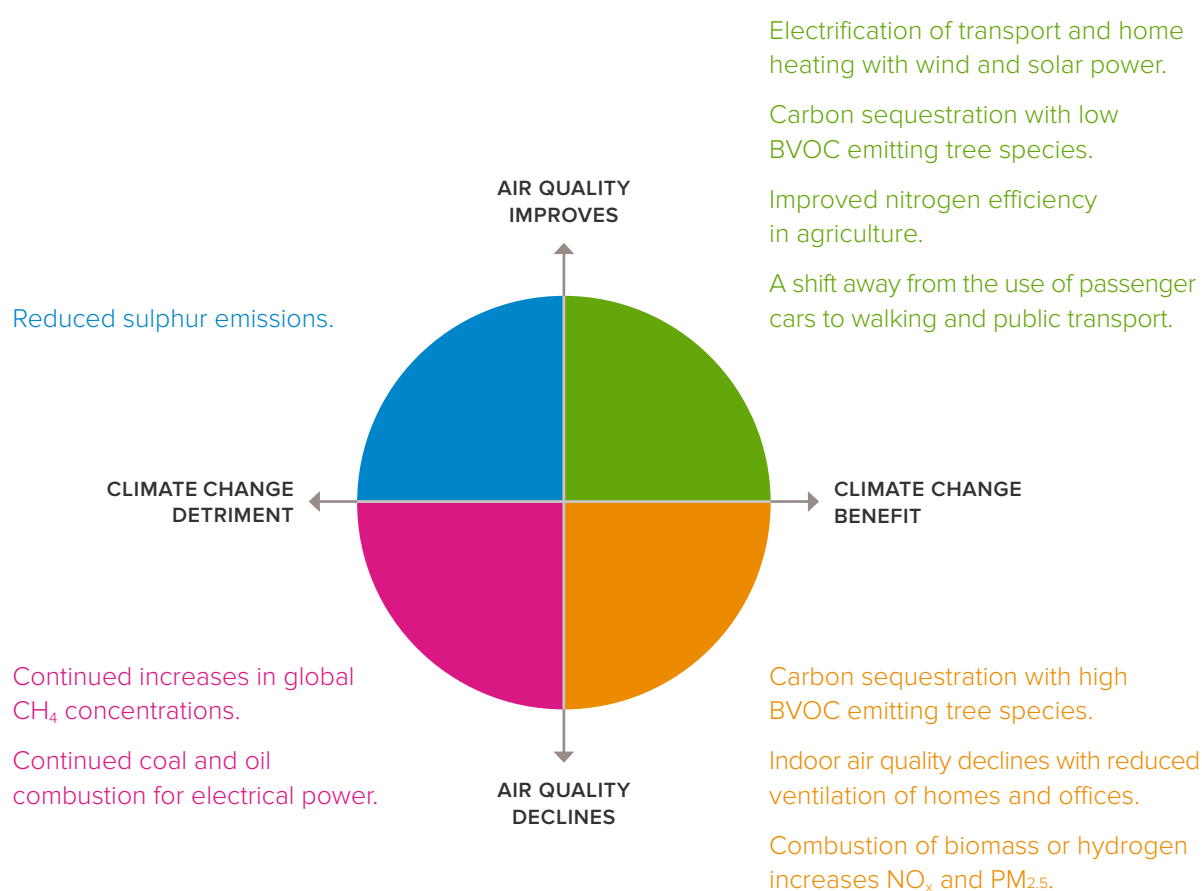 Electrification of transport and home
heating with wind and solar power.
Carbon sequestration with low
BVOC emitting tree species.
Improved nitrogen efficiency
in agriculture.
A shift away from the use of passenger
cars to walking and public transport.
AIR QUALITY
IMPROVES
Reduced sulphur emissions.
CLIMATE CHANGE
DETRIMENT
CLIMATE CHANGE
BENEFIT
Continued increases in global
CH₄ concentrations.
Continued coal and oil
combustion for electrical power.
AIR QUALITY
DECLINES
Carbon sequestration with high
BVOC emitting tree species.
Indoor air quality declines with reduced
ventilation of homes and offices.
Combustion of biomass or hydrogen
increases NOₓ and PM₂.₅.